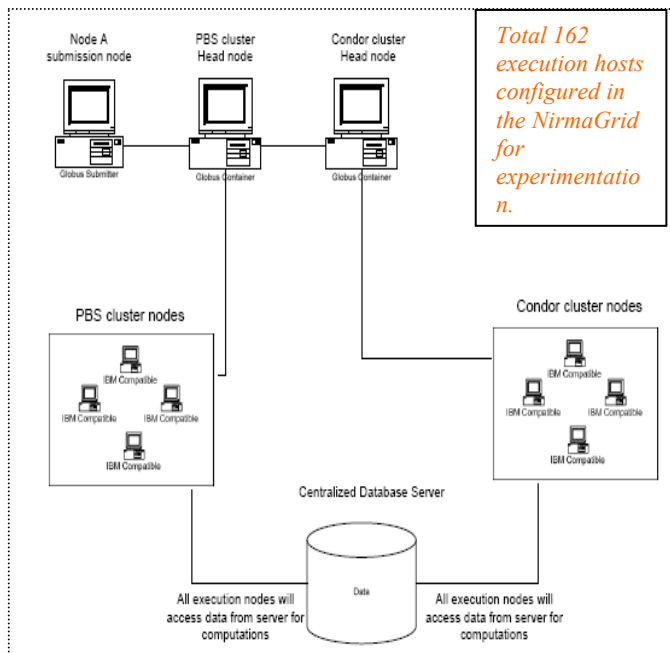 Node A
submission node
PBS cluster
Head node
Condor cluster
Head node
Total 162
execution hosts
configured in
the NirmaGrid
for
experimentatio
n.
Globus Submitter
Globus Container
Globus Container
PBS cluster nodes
IBM Compatible
IBM Compatible
IBM Compatible
IBM Compatible
Condor cluster nodes
IBM Compatible
IBM Compatible
IBM Compatible
IBM Compatible
Centralized Database Server
Data
All execution nodes will
access data from server for
computations
All execution nodes will
access data from server for
computations